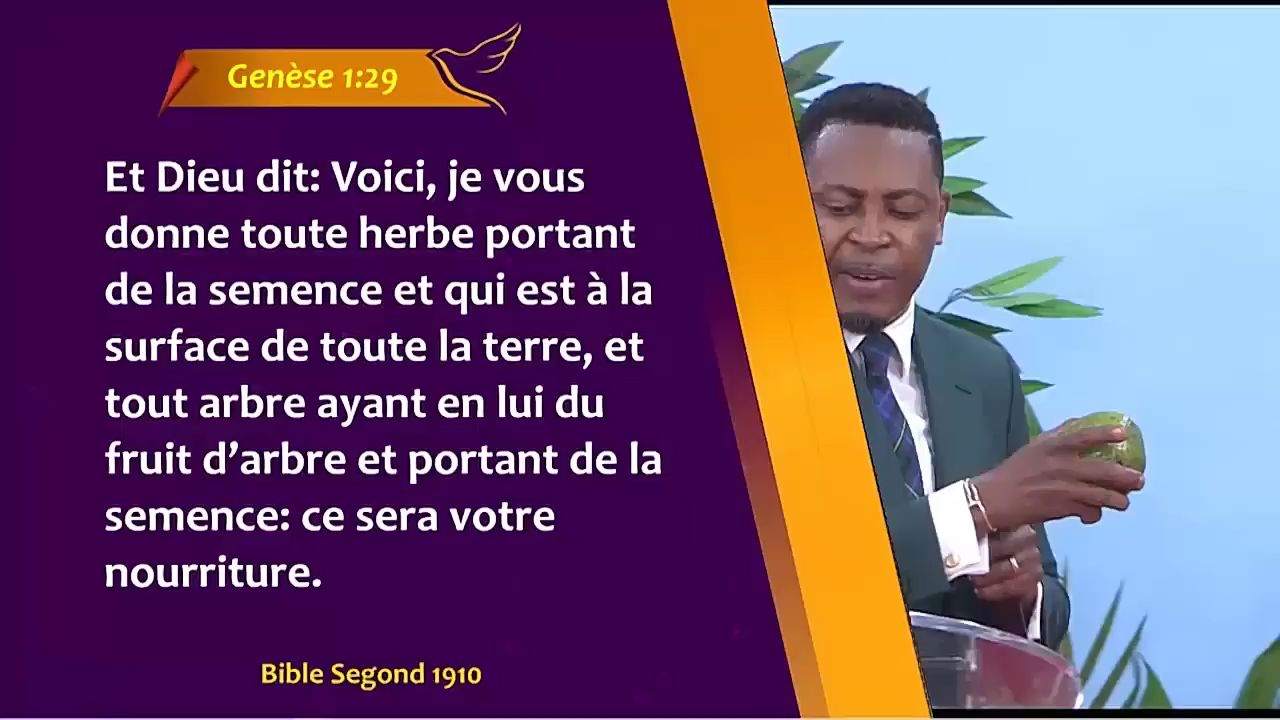 Genèse 1:29
Et Dieu dit: Voici, je vous
donne toute herbe portant
de la semence et qui est à la
surface de toute la terre, et
tout arbre ayant en lui du
fruit d’arbre et portant de la
semence: ce sera votre
nourriture.
Bible Segond 1910